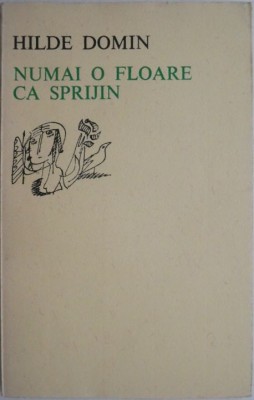 HILDE DOMIN
NUMAI O FLOARE
CA SPRIJIN